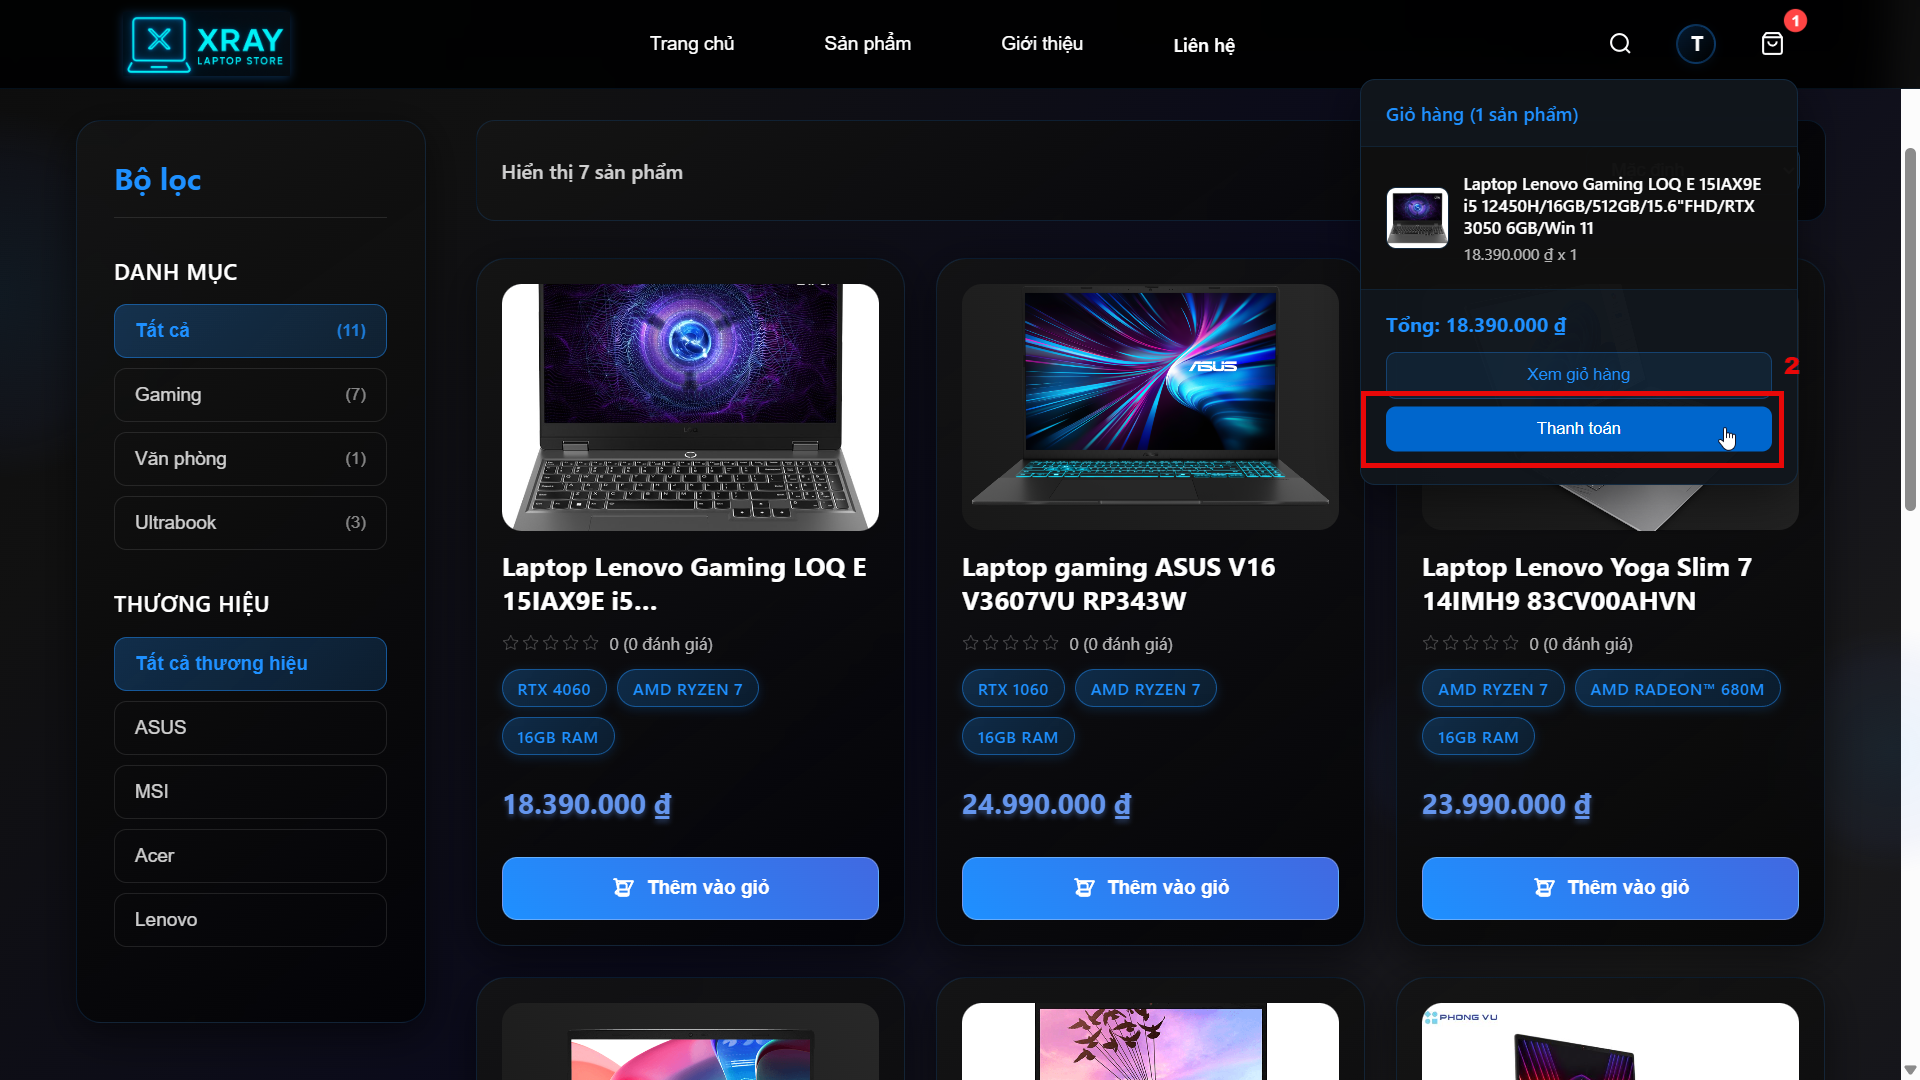 XRAY
LAPTOP STORE
Trang chủ
Sản phẩm
Giới thiệu
Liên hệ
T
1
Giỏ hàng (1 sản phẩm)
Laptop Lenovo Gaming LOQ E 15IAX9E
i5 12450H/16GB/512GB/15.6"FHD/RTX
3050 6GB/Win 11
18.390.000 ₫ x 1
Tổng: 18.390.000 ₫
Xem giỏ hàng
2
Thanh toán
Bộ lọc
DANH MỤC
Tất cả (11)
Gaming (7)
Văn phòng (1)
Ultrabook (3)
THƯƠNG HIỆU
Tất cả thương hiệu
ASUS
MSI
Acer
Lenovo
Hiển thị 7 sản phẩm
Laptop Lenovo Gaming LOQ E
15IAX9E i5...
0 (0 đánh giá)
RTX 4060
AMD RYZEN 7
16GB RAM
18.390.000 ₫
Thêm vào giỏ
ASUS
Laptop gaming ASUS V16
V3607VU RP343W
0 (0 đánh giá)
RTX 1060
AMD RYZEN 7
16GB RAM
24.990.000 ₫
Thêm vào giỏ
Laptop Lenovo Yoga Slim 7
14IMH9 83CV00AHVN
0 (0 đánh giá)
AMD RYZEN 7
AMD RADEON™ 680M
16GB RAM
23.990.000 ₫
Thêm vào giỏ
PHONG VU